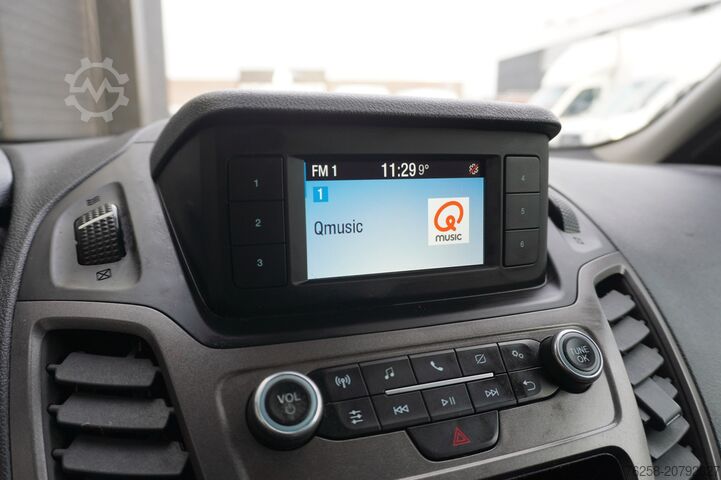 FM 1 11:29 9°
1
Qmusic
Q
MUSIC
1
2
3
4
5
6
VOL
TUNE
OK